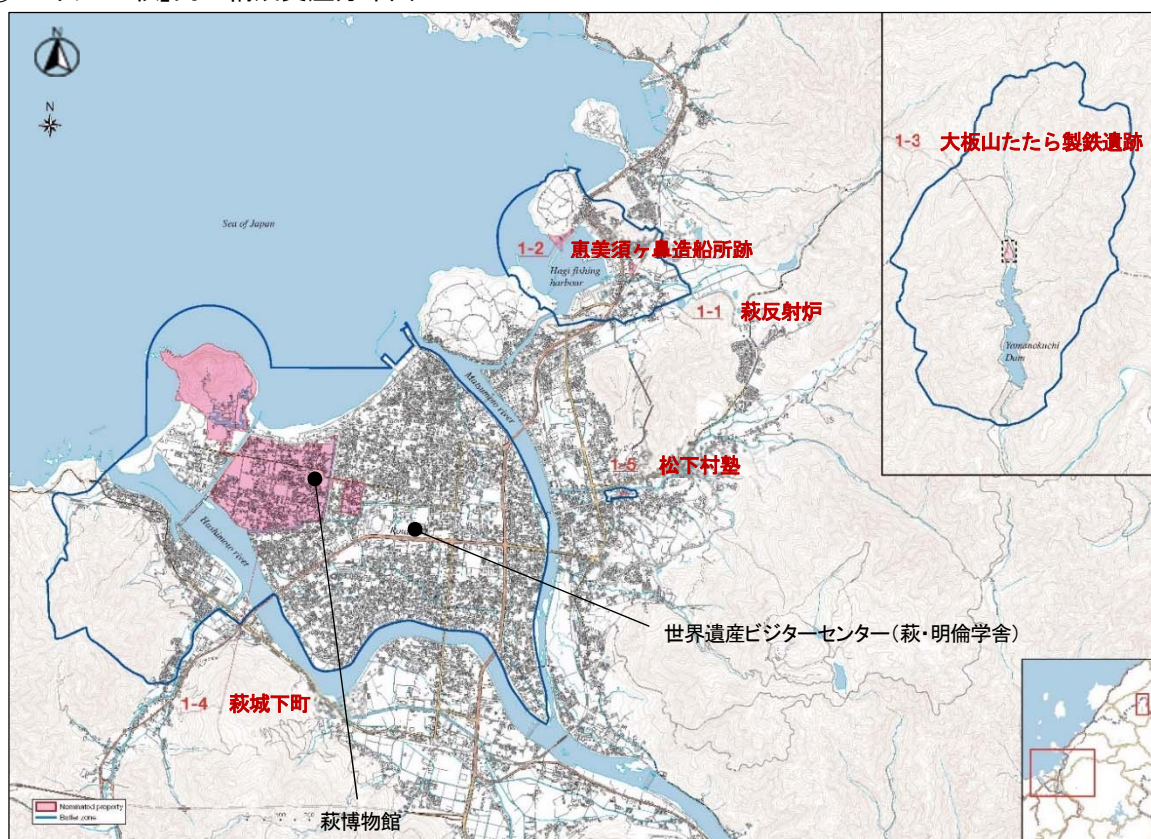 N
Sea of Japan
1-2 恵美須ヶ鼻造船所跡
Hagi fishing
harbour
1-1 萩反射炉
1-3 大板山たたら製鉄遺跡
Yamanokuchi
Dam
Matsumoto river
1-5 松下村塾
Hashimoto river
世界遺産ビジターセンター(萩・明倫学舎)
1-4 萩城下町
萩博物館
Nominated property
Buffer zone